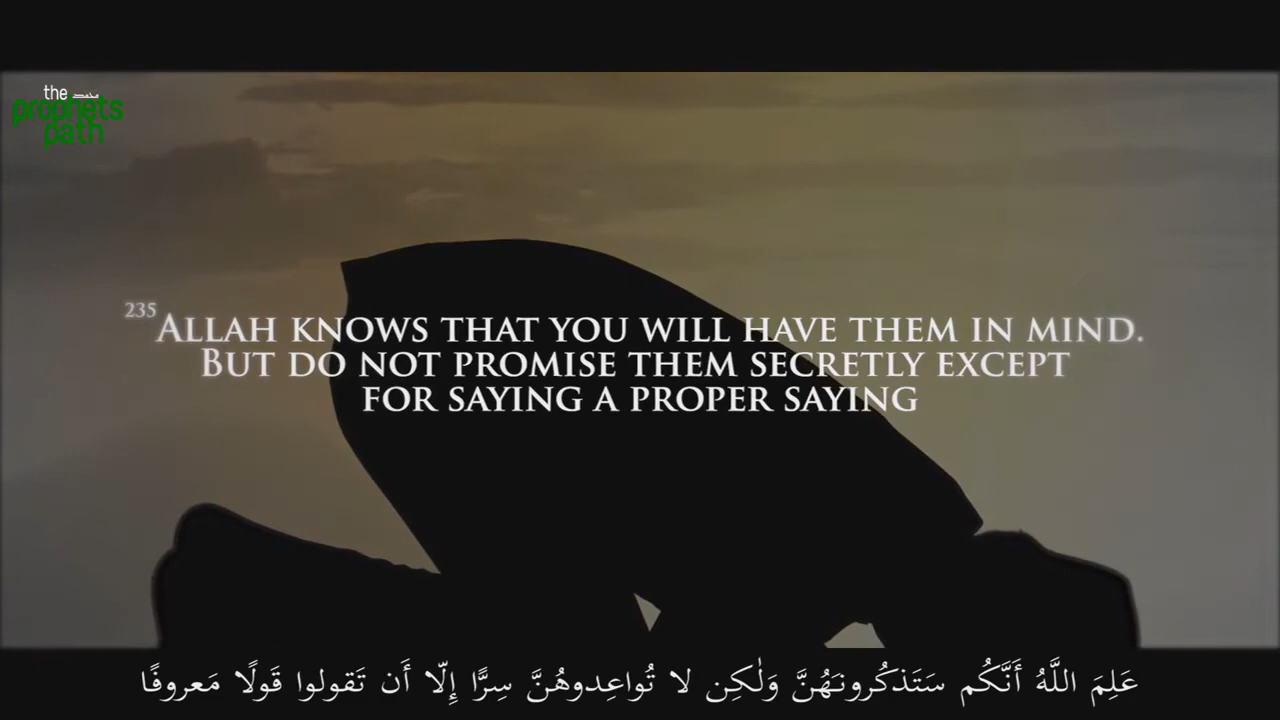 the محمد
prophets
path
235 ALLAH KNOWS THAT YOU WILL HAVE THEM IN MIND.
BUT DO NOT PROMISE THEM SECRETLY EXCEPT
FOR SAYING A PROPER SAYING
عَلِمَ اللَّهُ أَنَّكُم سَتَذكُرونَهُنَّ وَلٰكِن لا تُواعِدوهُنَّ سِرًّا إِلّا أَن تَقولوا قَولًا مَعروفًا